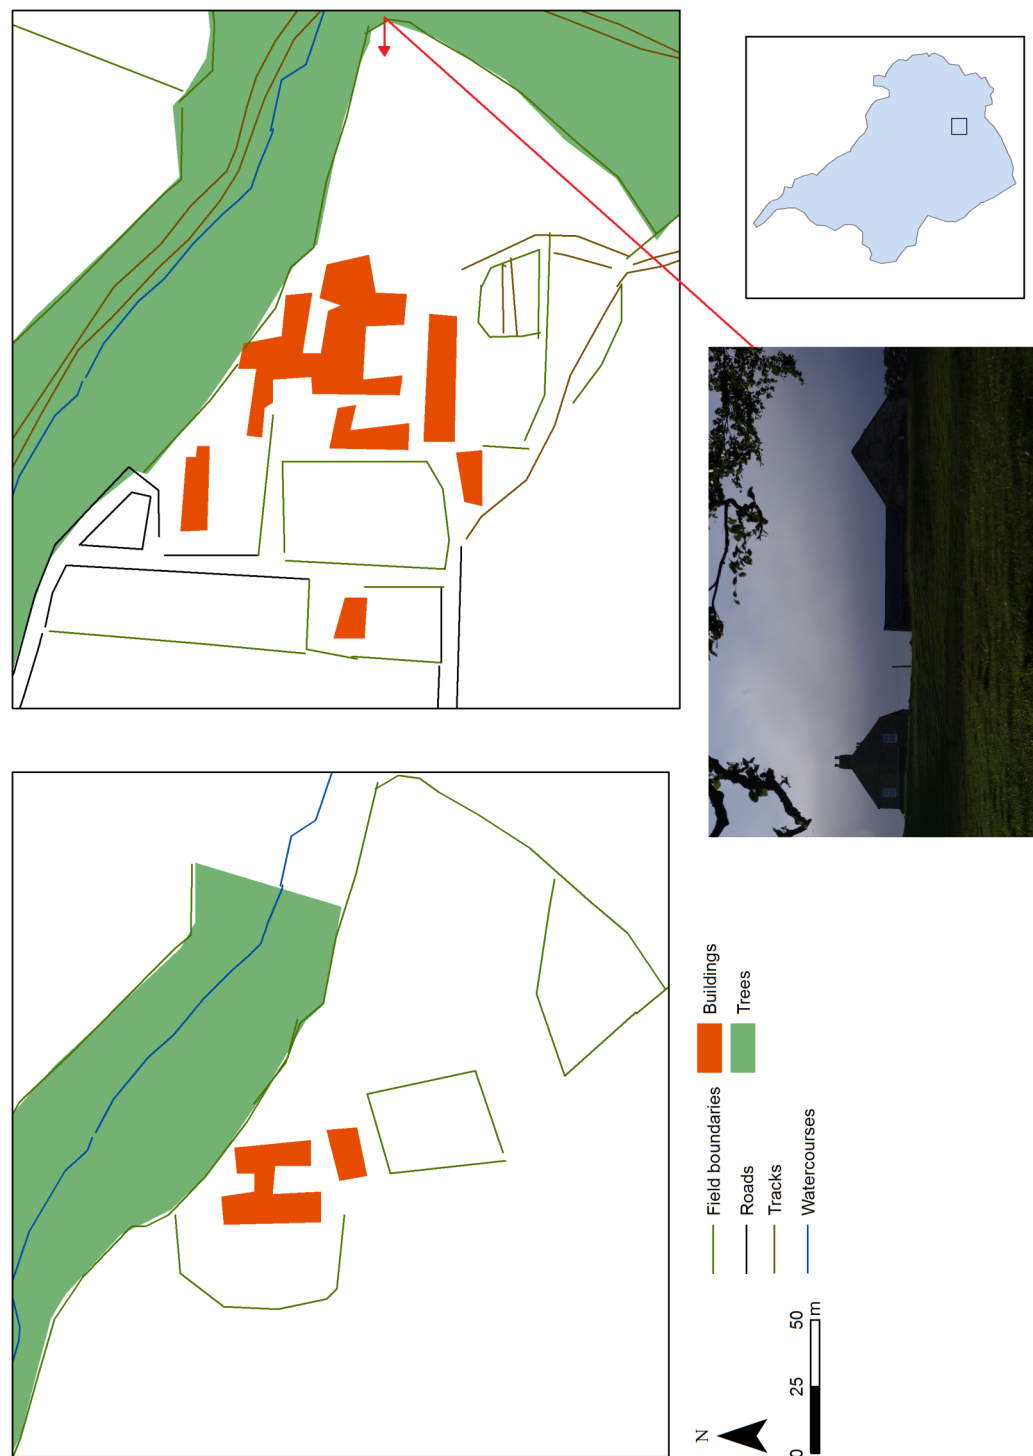 N
0 25 50
m
Field boundaries
Roads
Tracks
Watercourses
Buildings
Trees